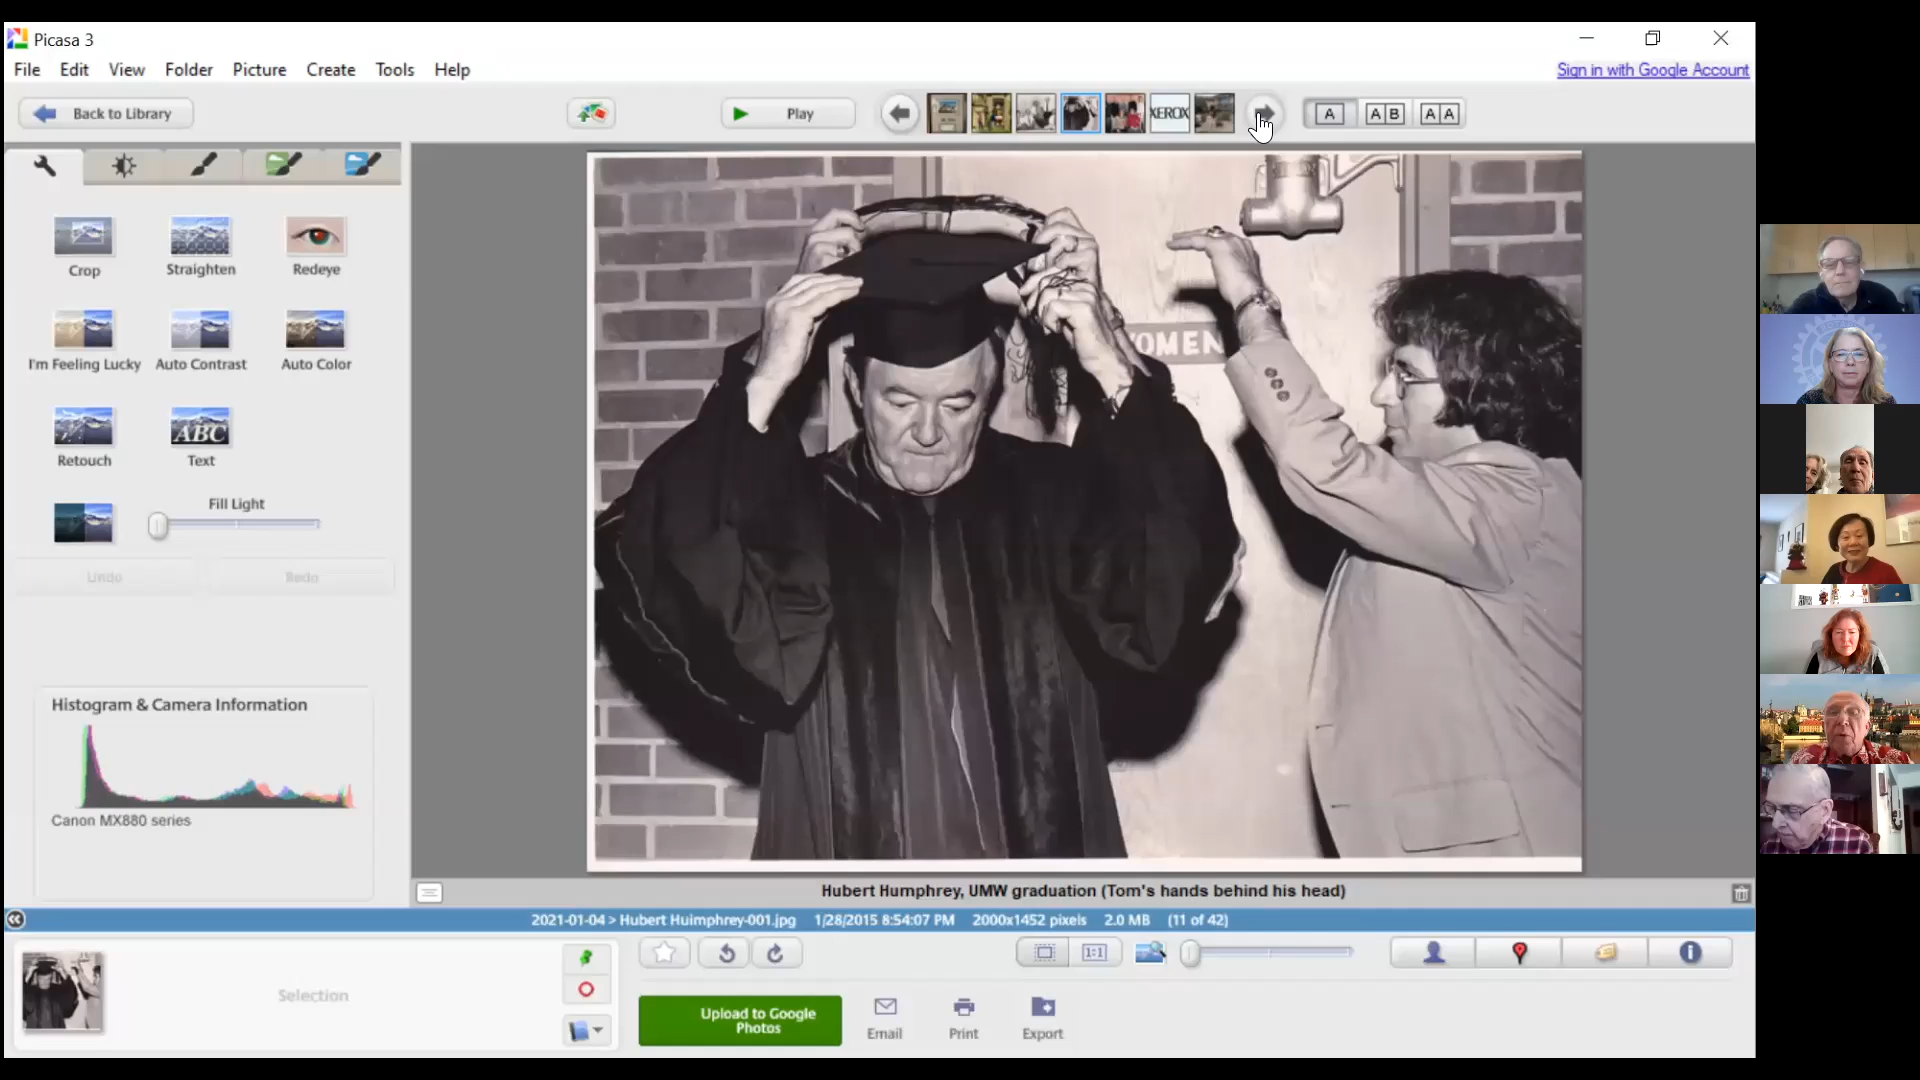 Picasa 3
File Edit View Folder Picture Create Tools Help
Sign in with Google Account
Back to Library
Play
XEROX
A
A B
A A
Crop
Straighten
Redeye
I'm Feeling Lucky
Auto Contrast
Auto Color
ABC
Retouch
Text
Fill Light
Undo
Redo
Histogram & Camera Information
Canon MX880 series
OMEN
Hubert Humphrey, UMW graduation (Tom's hands behind his head)
2021-01-04 > Hubert Huimphrey-001.jpg 1/28/2015 8:54:07 PM 2000x1452 pixels 2.0 MB (11 of 42)
Selection
1:1
Upload to Google
Photos
Email
Print
Export